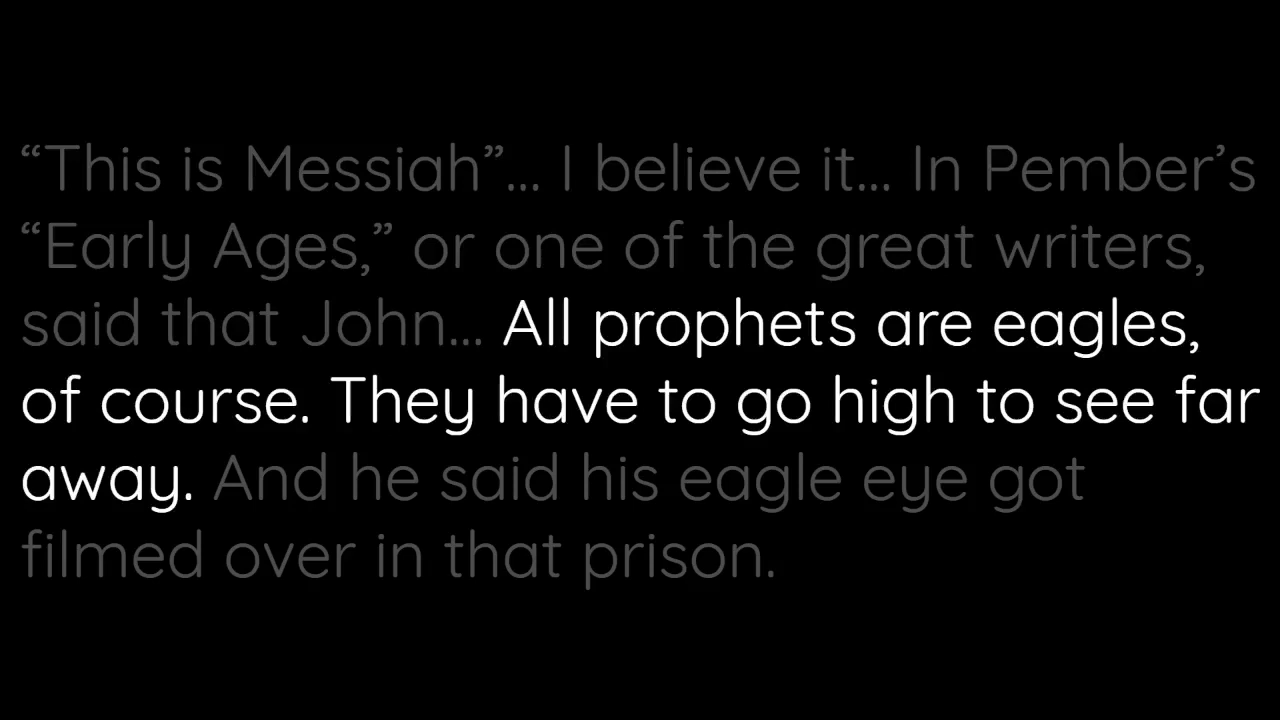 “This is Messiah”... I believe it... In Pember’s
“Early Ages,” or one of the great writers,
said that John... All prophets are eagles,
of course. They have to go high to see far
away. And he said his eagle eye got
filmed over in that prison.